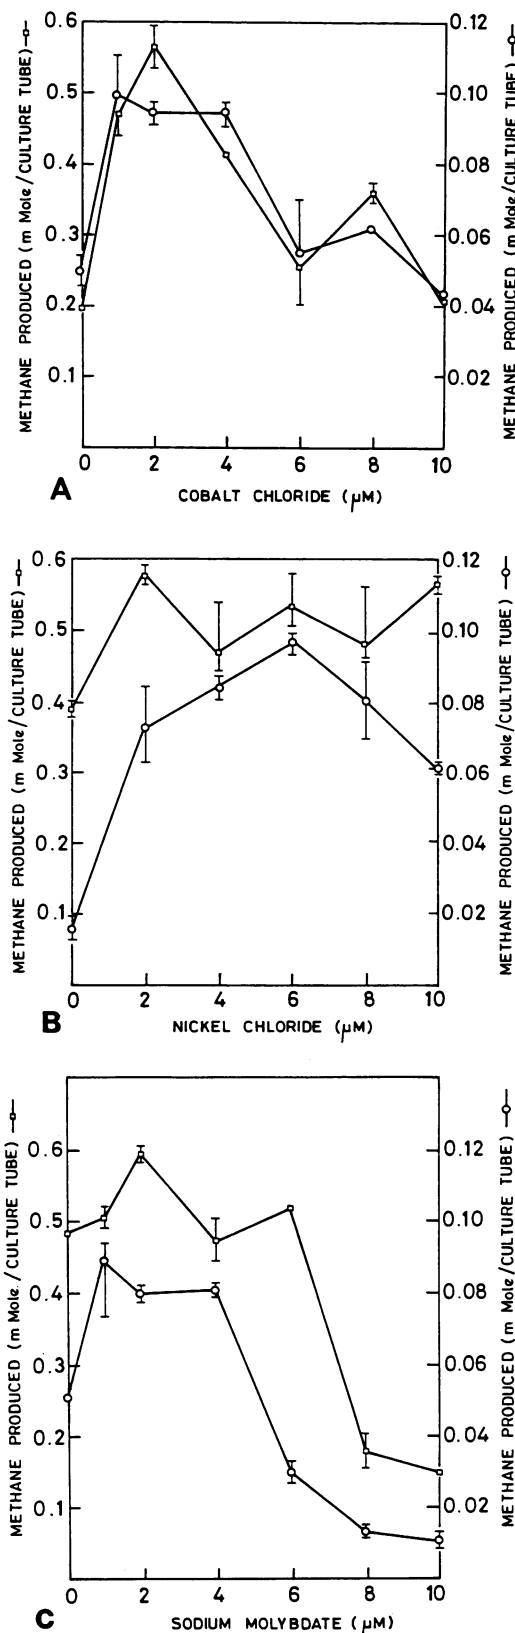 METHANE PRODUCED (m Mole/CULTURE TUBE)
0.6
0.5
0.4
0.3
0.2
0.1
0.12
0.10
0.08
0.06
0.04
0.02
METHANE PRODUCED (m Mole/CULTURE TUBE)
0 2 4 6 8 10
A
COBALT CHLORIDE (µM)
METHANE PRODUCED (m Mole/CULTURE TUBE)
0.6
0.5
0.4
0.3
0.2
0.1
0.12
0.10
0.08
0.06
0.04
0.02
METHANE PRODUCED (m Mole/CULTURE TUBE)
0 2 4 6 8 10
B
NICKEL CHLORIDE (µM)
METHANE PRODUCED (m Mole./CULTURE TUBE)
0.6
0.5
0.4
0.3
0.2
0.1
0.12
0.10
0.08
0.06
0.04
0.02
METHANE PRODUCED (m Mole/CULTURE TUBE)
0 2 4 6 8 10
C
SODIUM MOLYBDATE (µM)